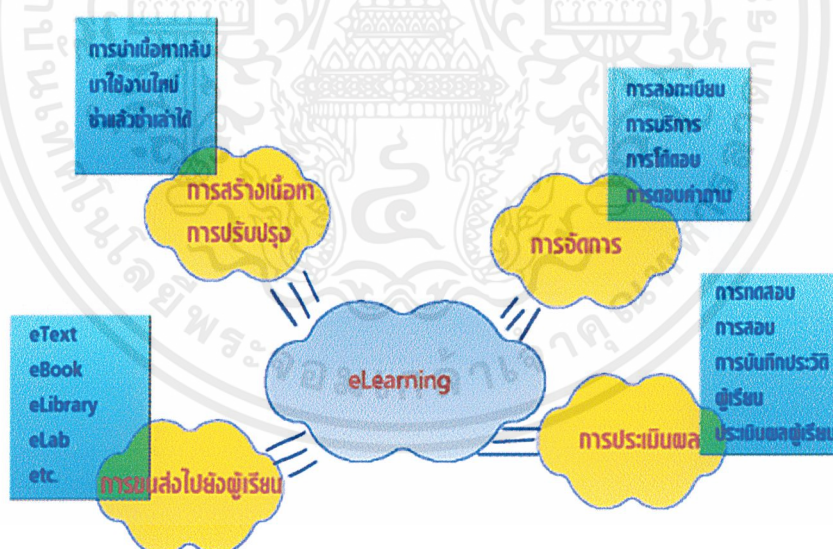 การนำเนื้อหากลับ
มาใช้งานใหม่
ซ้ำแล้วซ้ำเล่าได้
การสร้างเนื้อหา
การปรับปรุง
การลงทะเบียน
การบริการ
การโต้ตอบ
การตอบคำถาม
การจัดการ
eLearning
eText
eBook
eLibrary
eLab
etc.
การขนส่งไปยังผู้เรียน
การทดสอบ
การสอบ
การบันทึกประวัติ
ผู้เรียน
ประเมินผลผู้เรียน
การประเมินผล